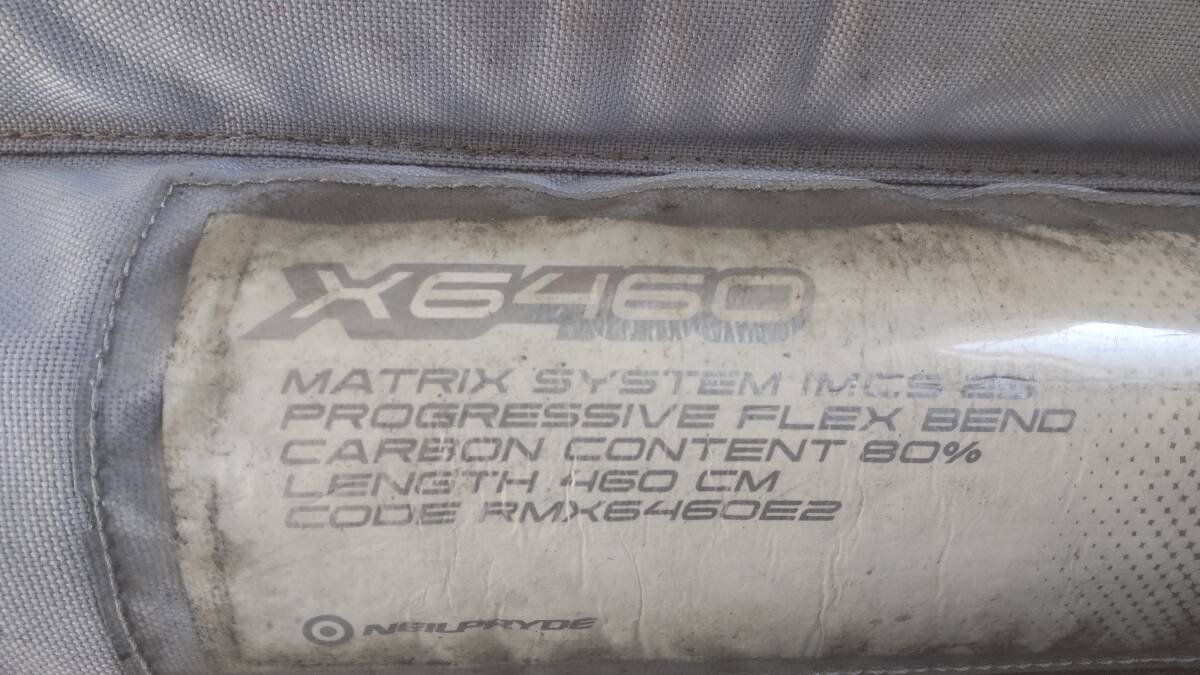 X6460
MATRIX SYSTEM IMCS 25
PROGRESSIVE FLEX BEND
CARBON CONTENT 80%
LENGTH 460 CM
CODE RMX6460E2
NEILPRYDE